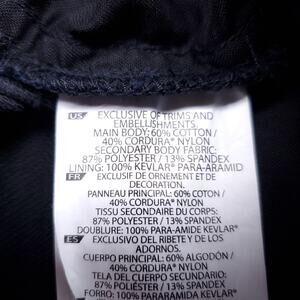 US EXCLUSIVE OF TRIMS AND
EMBELLISHMENTS
MAIN BODY: 60% COTTON /
40% CORDURA® NYLON
SECONDARY BODY FABRIC:
87% POLYESTER / 13% SPANDEX
LINING: 100% KEVLAR® PARA-ARAMID
FR EXCLUIF DE ORNEMENT ET DE
DECORATION.
PANNEAU PRINCIPAL: 60% COTON /
40% CORDURA® NYLON
TISSU SECONDAIRE DU CORPS:
87% POLYESTER / 13% SPANDEX
DOUBLURE: 100% PARA-AMIDE KEVLAR®
ES EXCLUSIVO DEL RIBETE Y DE LOS
ADORNOS.
CUERPO PRINCIPAL: 60% ALGODÓN /
40% CORDURA® NYLON
TELA DEL CUERPO SECUNDARIO:
87% POLIÉSTER / 13% SPANDEX
FORRO: 100% PARARAMIDA KEVLAR®